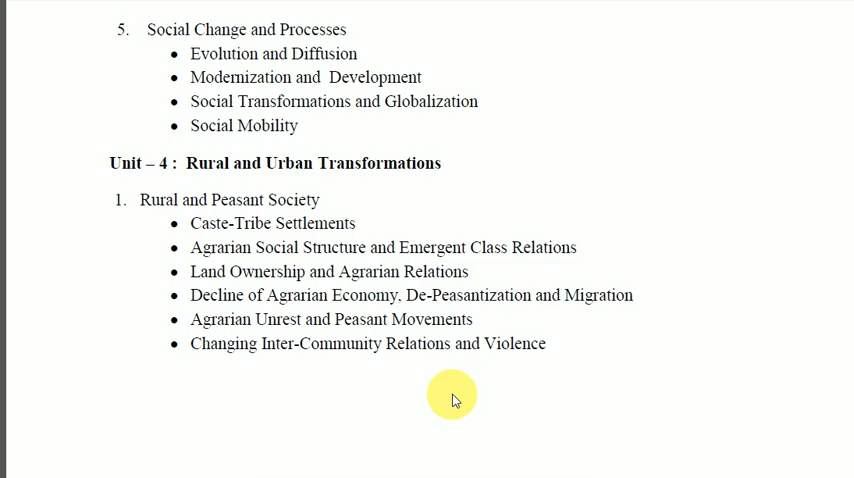 5. Social Change and Processes
• Evolution and Diffusion
• Modernization and Development
• Social Transformations and Globalization
• Social Mobility
Unit – 4 : Rural and Urban Transformations
1. Rural and Peasant Society
• Caste-Tribe Settlements
• Agrarian Social Structure and Emergent Class Relations
• Land Ownership and Agrarian Relations
• Decline of Agrarian Economy, De-Peasantization and Migration
• Agrarian Unrest and Peasant Movements
• Changing Inter-Community Relations and Violence